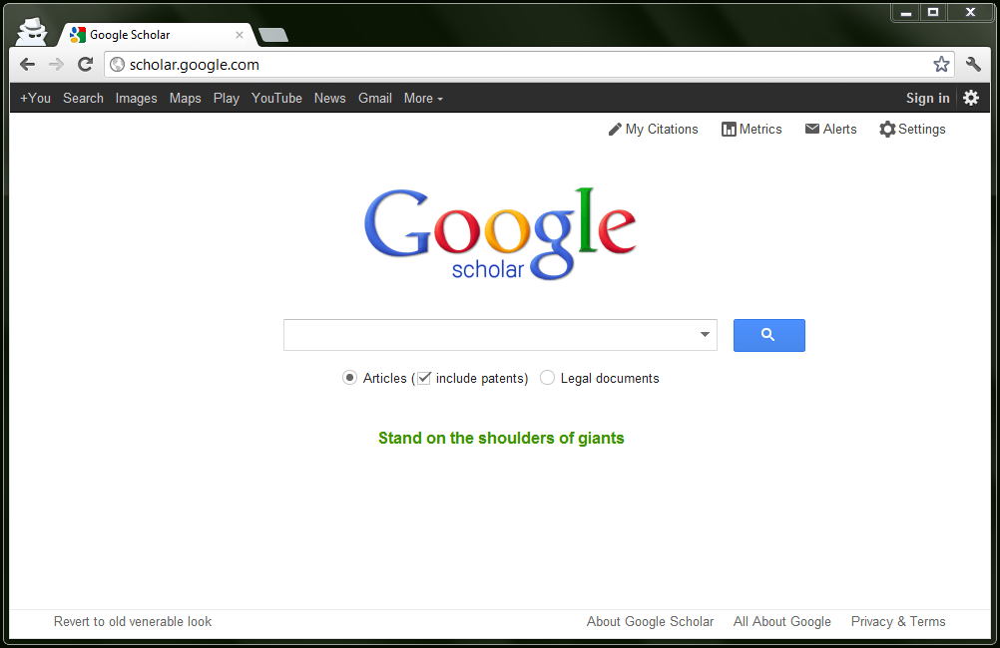 Google Scholar
scholar.google.com
+You Search Images Maps Play YouTube News Gmail More Sign in
My Citations Metrics Alerts Settings
Google
scholar
Articles ( include patents) Legal documents
Stand on the shoulders of giants
Revert to old venerable look About Google Scholar All About Google Privacy & Terms